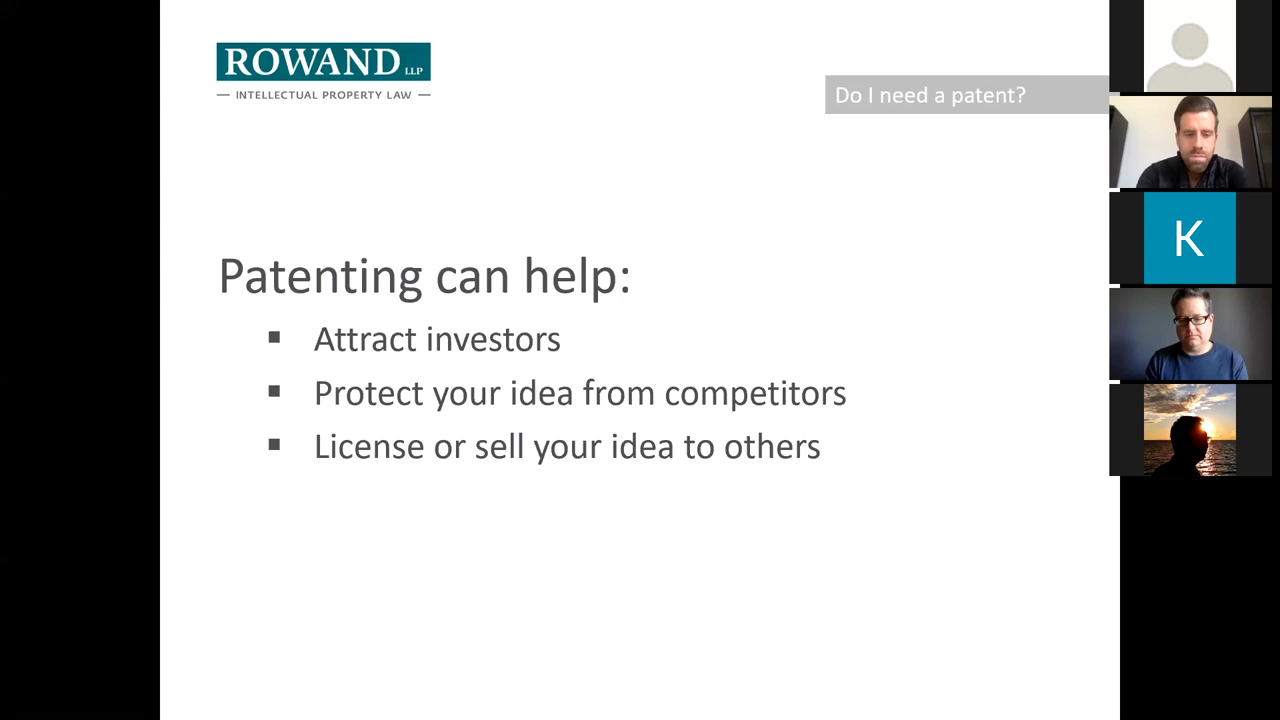 ROWAND LLP
— INTELLECTUAL PROPERTY LAW —
Do I need a patent?
K
Patenting can help:
▪ Attract investors
▪ Protect your idea from competitors
▪ License or sell your idea to others